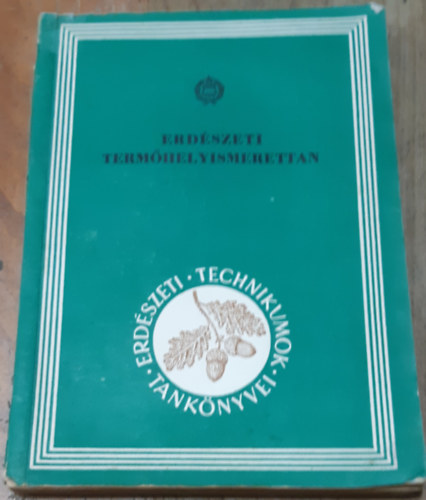 ERDÉSZETI
TERMŐHELYISMERETTAN
ERDÉSZETI · TECHNIKUMOK · TANKÖNYVEI ·